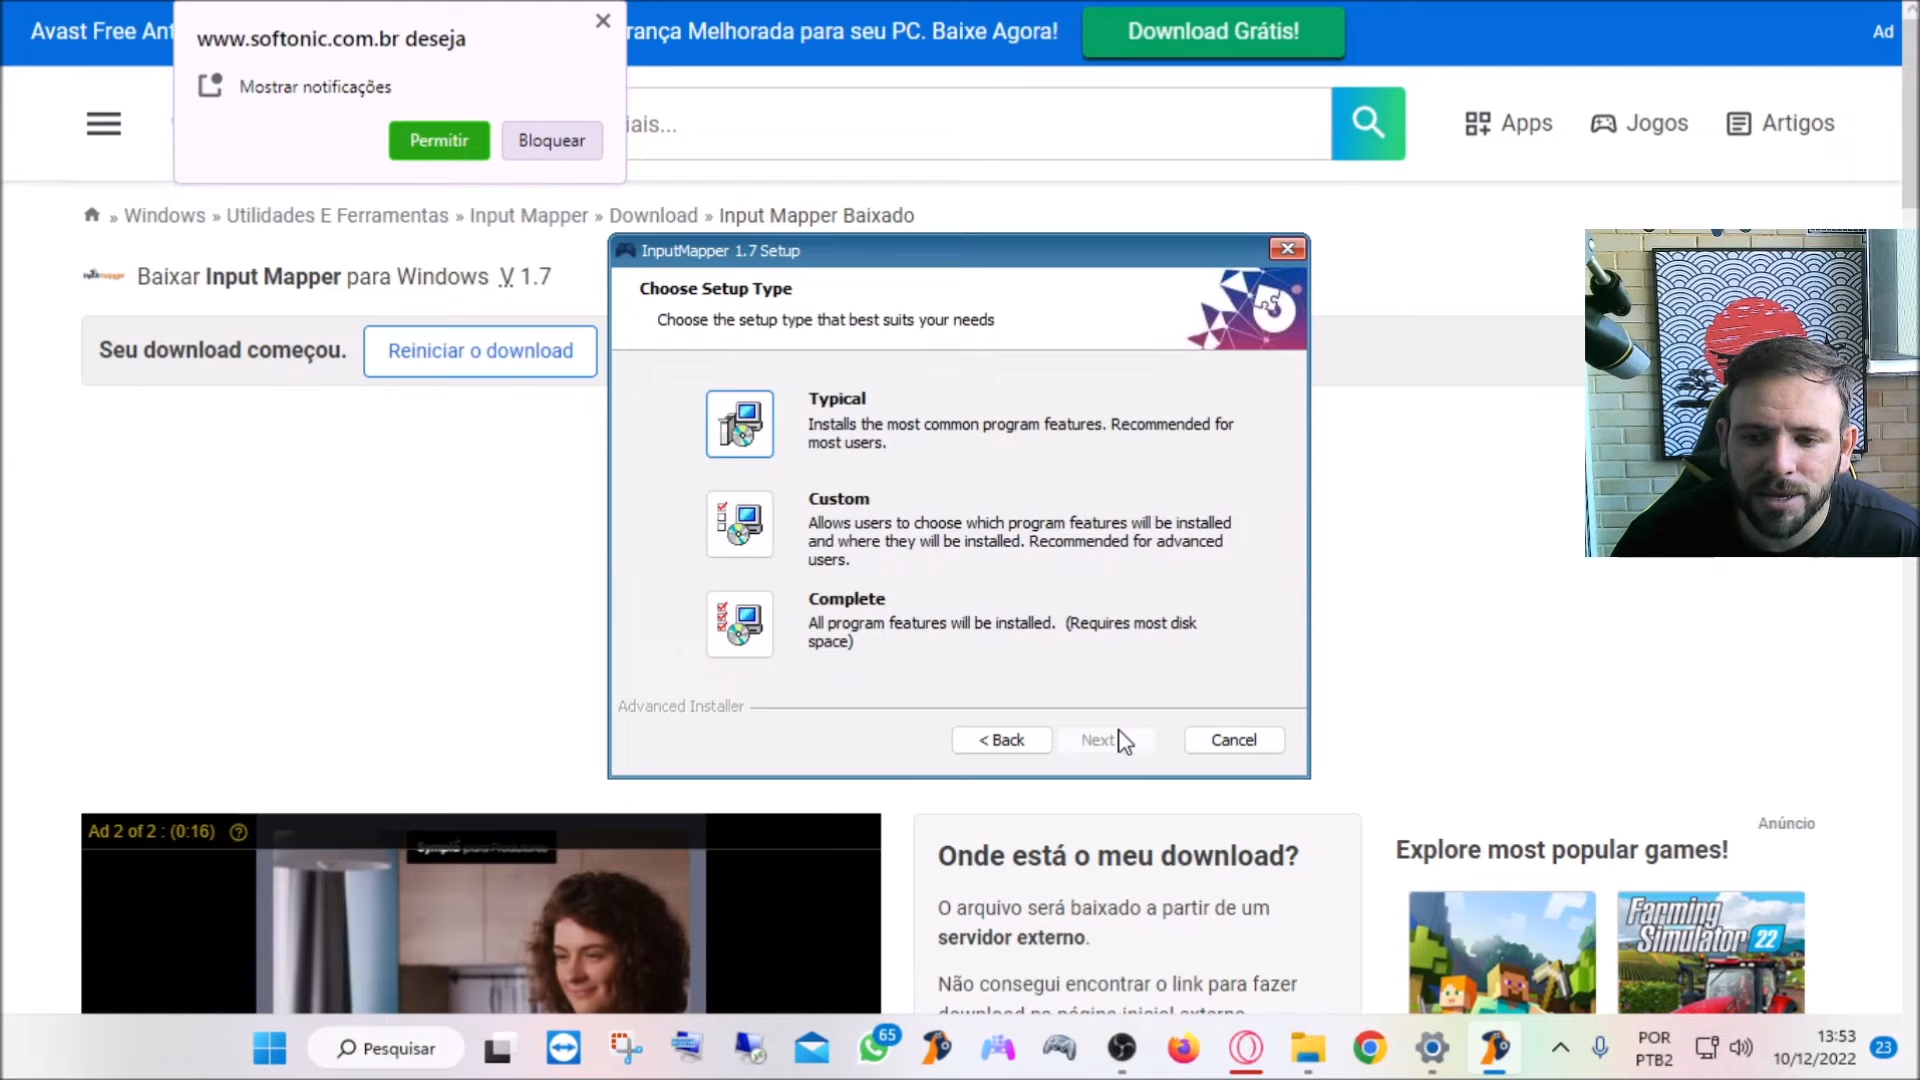 Avast Free Ant
rança Melhorada para seu PC. Baixe Agora!
Download Grátis!
Ad
www.softonic.com.br deseja
Mostrar notificações
Permitir
Bloquear
iais...
Apps
Jogos
Artigos
» Windows » Utilidades E Ferramentas » Input Mapper » Download » Input Mapper Baixado
Baixar Input Mapper para Windows V 1.7
Seu download começou.
Reiniciar o download
InputMapper 1.7 Setup
Choose Setup Type
Choose the setup type that best suits your needs
Typical
Installs the most common program features. Recommended for
most users.
Custom
Allows users to choose which program features will be installed
and where they will be installed. Recommended for advanced
users.
Complete
All program features will be installed. (Requires most disk
space)
Advanced Installer
< Back
Next
Cancel
Ad 2 of 2 : (0:16)
Sympla para Produtores
Onde está o meu download?
O arquivo será baixado a partir de um
servidor externo.
Não consegui encontrar o link para fazer
download na página inicial externa
Anúncio
Explore most popular games!
Farming
Simulator 22
Pesquisar
65
POR
PTB2
13:53
10/12/2022
23